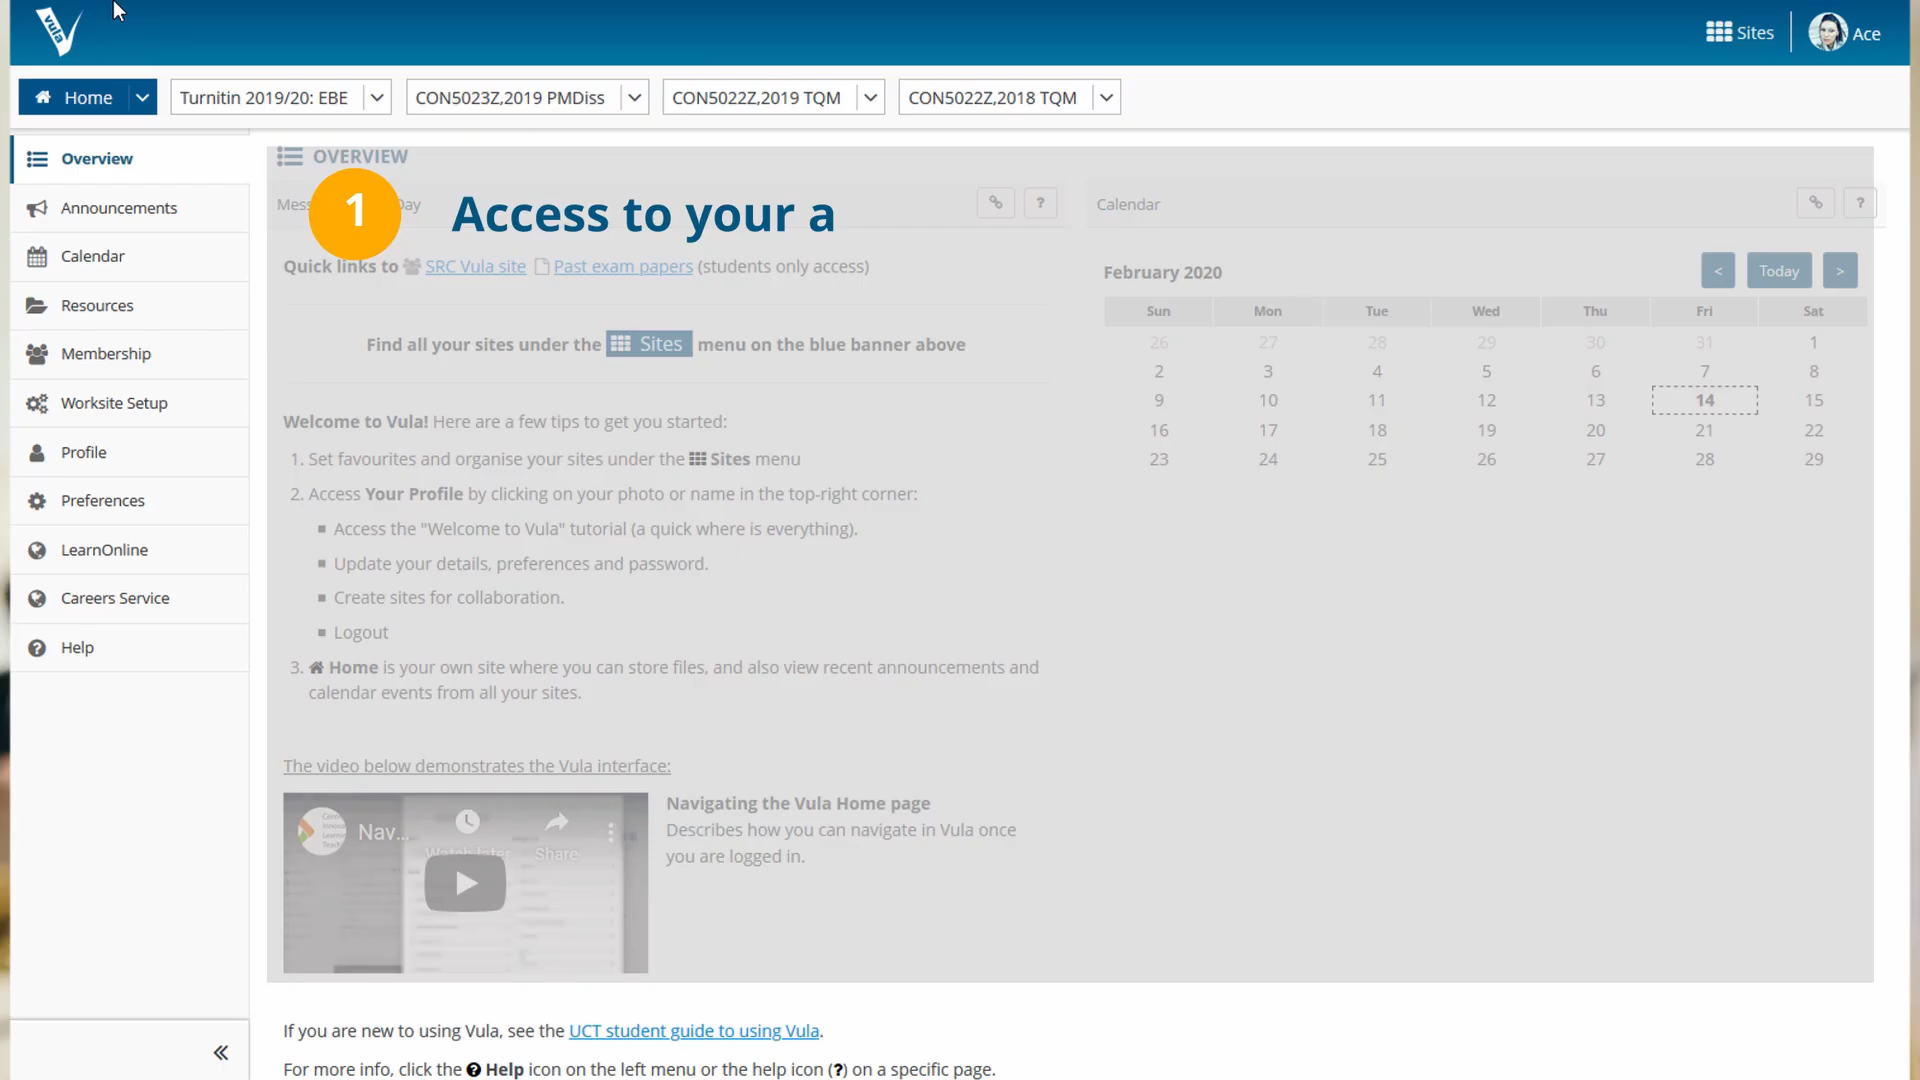 vula
Sites
Ace
Home
Turnitin 2019/20: EBE
CON5023Z,2019 PMDiss
CON5022Z,2019 TQM
CON5022Z,2018 TQM
Overview
Announcements
Calendar
Resources
Membership
Worksite Setup
Profile
Preferences
LearnOnline
Careers Service
Help
OVERVIEW
1
Access to your a
?
Quick links to SRC Vula site Past exam papers (students only access)
Find all your sites under the Sites menu on the blue banner above
Welcome to Vula! Here are a few tips to get you started:
1. Set favourites and organise your sites under the Sites menu
2. Access Your Profile by clicking on your photo or name in the top-right corner:
Access the "Welcome to Vula" tutorial (a quick where is everything).
Update your details, preferences and password.
Create sites for collaboration.
Logout
3. Home is your own site where you can store files, and also view recent announcements and
calendar events from all your sites.
The video below demonstrates the Vula interface:
Nav...
Watch later
Share
Navigating the Vula Home page
Describes how you can navigate in Vula once
you are logged in.
Calendar
?
February 2020
< Today >
Sun Mon Tue Wed Thu Fri Sat
26 27 28 29 30 31 1
2 3 4 5 6 7 8
9 10 11 12 13 14 15
16 17 18 19 20 21 22
23 24 25 26 27 28 29
If you are new to using Vula, see the UCT student guide to using Vula.
For more info, click the ? Help icon on the left menu or the help icon (?) on a specific page.